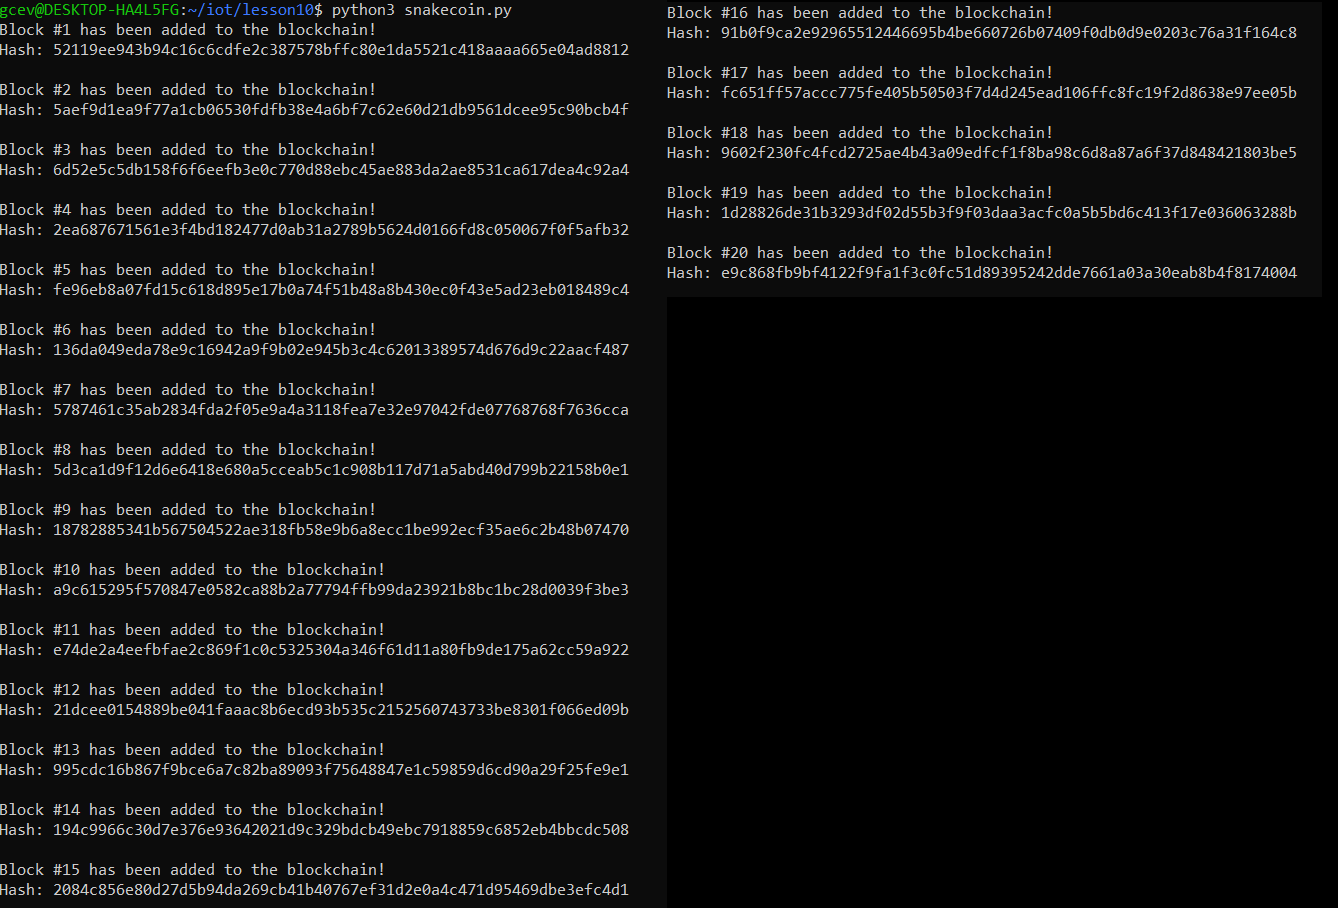 gcev@DESKTOP-HA4L5FG:~/iot/lesson10$ python3 snakecoin.py
Block #1 has been added to the blockchain!
Hash: 52119ee943b94c16c6cdfe2c387578bffc80e1da5521c418aaaa665e04ad8812
Block #2 has been added to the blockchain!
Hash: 5aef9d1ea9f77a1cb06530fdfb38e4a6bf7c62e60d21db9561dcee95c90bcb4f
Block #3 has been added to the blockchain!
Hash: 6d52e5c5db158f6f6eefb3e0c770d88ebc45ae883da2ae8531ca617dea4c92a4
Block #4 has been added to the blockchain!
Hash: 2ea687671561e3f4bd182477d0ab31a2789b5624d0166fd8c050067f0f5afb32
Block #5 has been added to the blockchain!
Hash: fe96eb8a07fd15c618d895e17b0a74f51b48a8b430ec0f43e5ad23eb018489c4
Block #6 has been added to the blockchain!
Hash: 136da049eda78e9c16942a9f9b02e945b3c4c62013389574d676d9c22aacf487
Block #7 has been added to the blockchain!
Hash: 5787461c35ab2834fda2f05e9a4a3118fea7e32e97042fde07768768f7636cca
Block #8 has been added to the blockchain!
Hash: 5d3ca1d9f12d6e6418e680a5cceab5c1c908b117d71a5abd40d799b22158b0e1
Block #9 has been added to the blockchain!
Hash: 18782885341b567504522ae318fb58e9b6a8ecc1be992ecf35ae6c2b48b07470
Block #10 has been added to the blockchain!
Hash: a9c615295f570847e0582ca88b2a77794ffb99da23921b8bc1bc28d0039f3be3
Block #11 has been added to the blockchain!
Hash: e74de2a4eefbfae2c869f1c0c5325304a346f61d11a80fb9de175a62cc59a922
Block #12 has been added to the blockchain!
Hash: 21dcee0154889be041faaac8b6ecd93b535c2152560743733be8301f066ed09b
Block #13 has been added to the blockchain!
Hash: 995cdc16b867f9bce6a7c82ba89093f75648847e1c59859d6cd90a29f25fe9e1
Block #14 has been added to the blockchain!
Hash: 194c9966c30d7e376e93642021d9c329bdcb49ebc7918859c6852eb4bbcdc508
Block #15 has been added to the blockchain!
Hash: 2084c856e80d27d5b94da269cb41b40767ef31d2e0a4c471d95469dbe3efc4d1
Block #16 has been added to the blockchain!
Hash: 91b0f9ca2e92965512446695b4be660726b07409f0db0d9e0203c76a31f164c8
Block #17 has been added to the blockchain!
Hash: fc651ff57accc775fe405b50503f7d4d245ead106ffc8fc19f2d8638e97ee05b
Block #18 has been added to the blockchain!
Hash: 9602f230fc4fcd2725ae4b43a09edfcf1f8ba98c6d8a87a6f37d848421803be5
Block #19 has been added to the blockchain!
Hash: 1d28826de31b3293df02d55b3f9f03daa3acfc0a5b5bd6c413f17e036063288b
Block #20 has been added to the blockchain!
Hash: e9c868fb9bf4122f9fa1f3c0fc51d89395242dde7661a03a30eab8b4f8174004